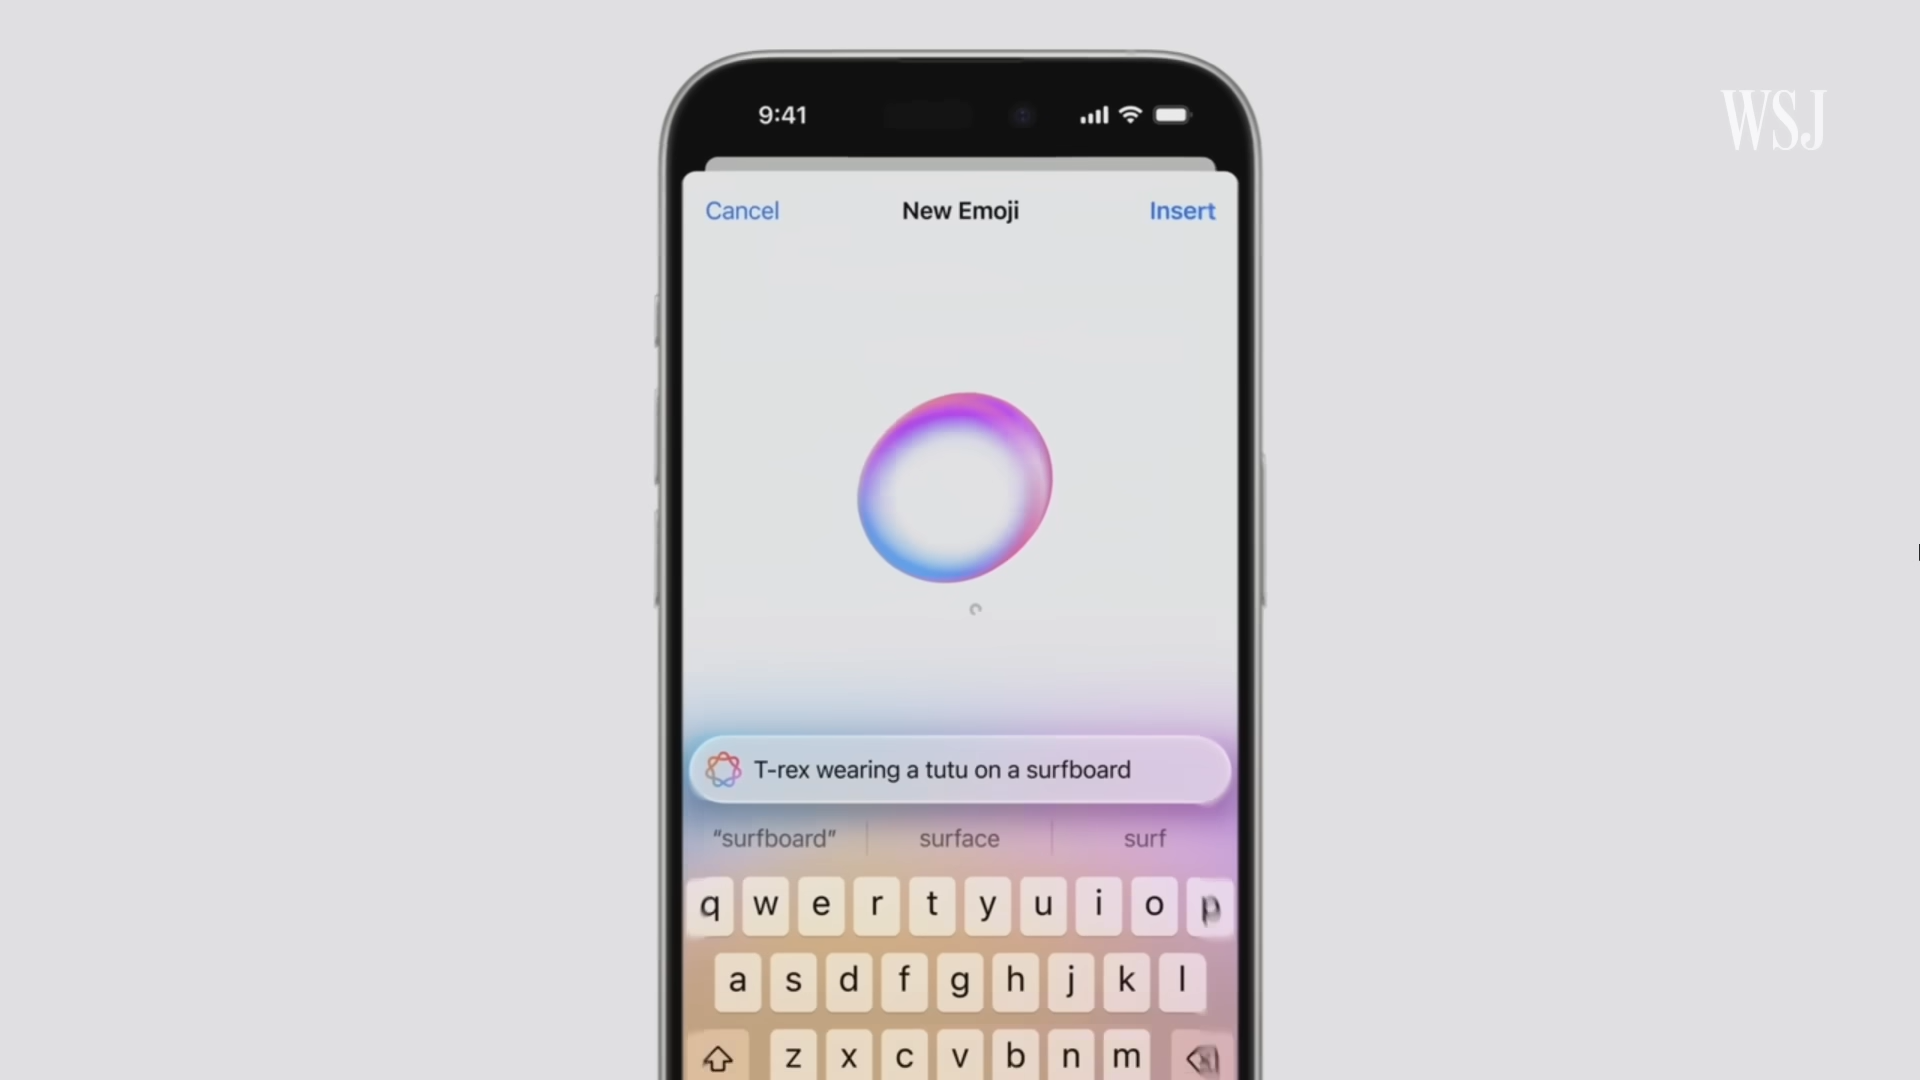 9:41
WSJ
Cancel New Emoji Insert
T-rex wearing a tutu on a surfboard
“surfboard” surface surf
q w e r t y u i o p
a s d f g h j k l
z x c v b n m